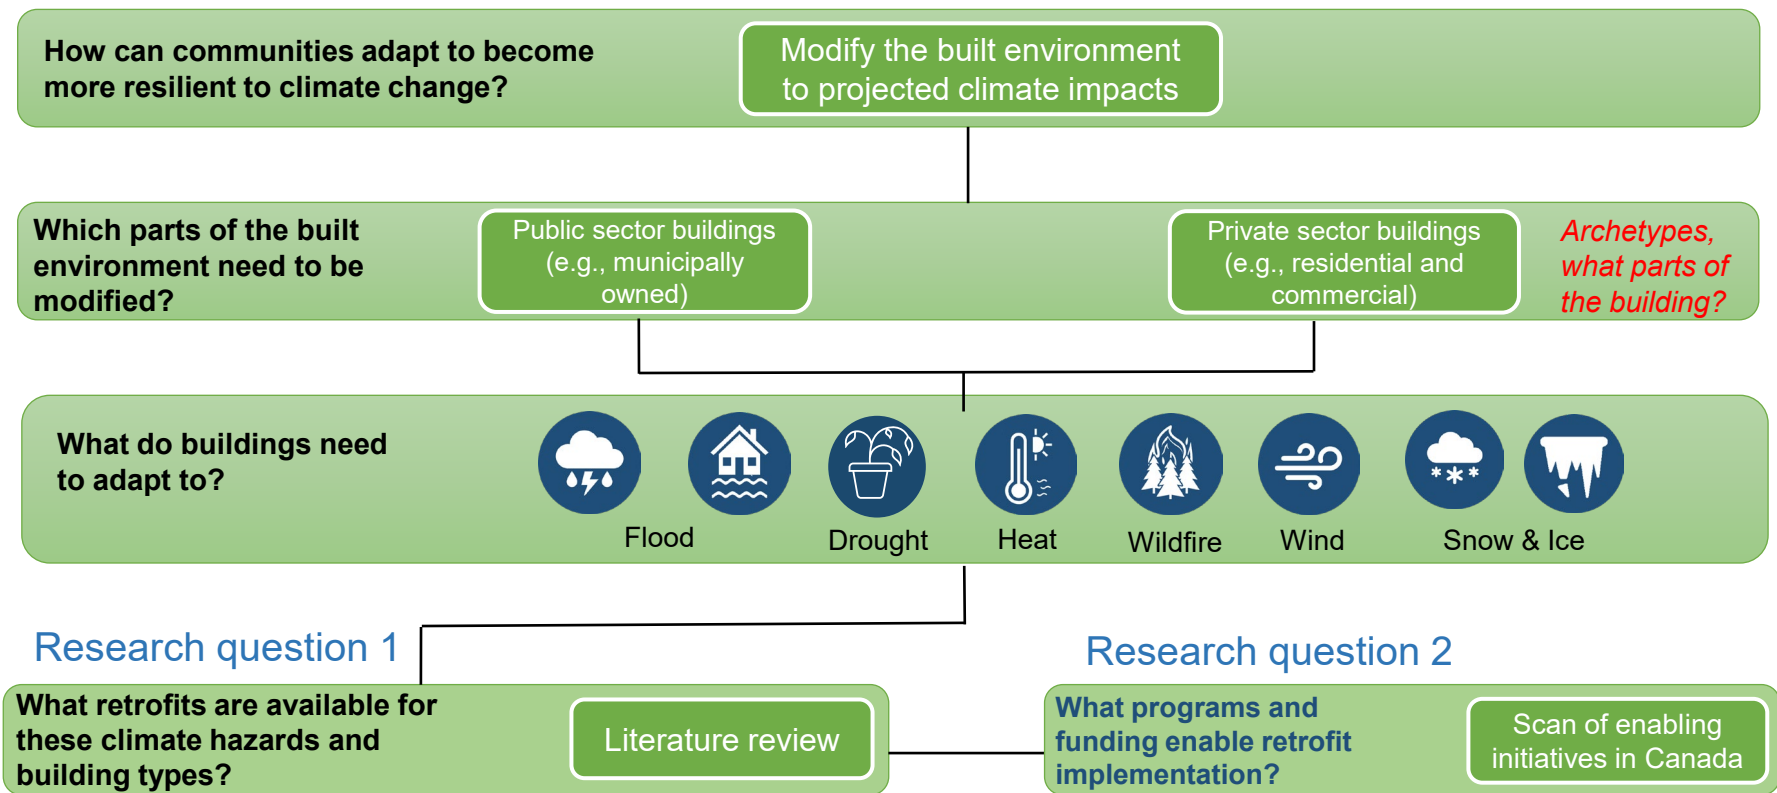 How can communities adapt to become
more resilient to climate change?
Modify the built environment
to projected climate impacts
Which parts of the built
environment need to be
modified?
Public sector buildings
(e.g., municipally
owned)
Private sector buildings
(e.g., residential and
commercial)
Archetypes,
what parts of
the building?
What do buildings need
to adapt to?
Flood
Drought
Heat
Wildfire
Wind
Snow & Ice
Research question 1
What retrofits are available for
these climate hazards and
building types?
Literature review
Research question 2
What programs and
funding enable retrofit
implementation?
Scan of enabling
initiatives in Canada